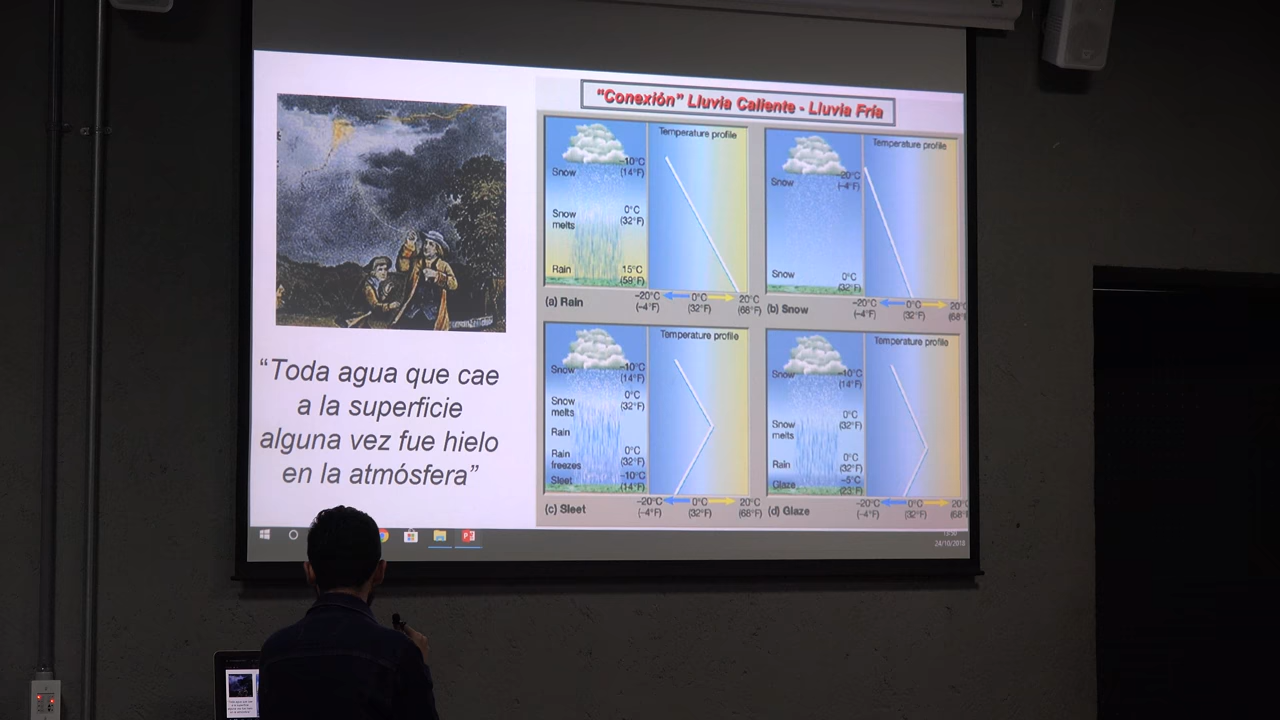 "Conexión" Lluvia Caliente - Lluvia Fría
Snow
-10°C
(14°F)
Snow
melts
0°C
(32°F)
Rain
15°C
(59°F)
Temperature profile
-20°C
(-4°F)
0°C
(32°F)
20°C
(68°F)
(a) Rain
Snow
-20°C
(-4°F)
Snow
0°C
(32°F)
Temperature profile
-20°C
(-4°F)
0°C
(32°F)
20°
(68°
(b) Snow
Snow
-10°C
(14°F)
Snow
melts
0°C
(32°F)
Rain
Rain
freezes
0°C
(32°F)
Sleet
-10°C
(14°F)
Temperature profile
-20°C
(-4°F)
0°C
(32°F)
20°C
(68°F)
(c) Sleet
Snow
-10°C
(14°F)
Snow
melts
0°C
(32°F)
Rain
0°C
(32°F)
Glaze
-5°C
(23°F)
Temperature profile
-20°C
(-4°F)
0°C
(32°F)
20°
(68°
(d) Glaze
"Toda agua que cae
a la superficie
alguna vez fue hielo
en la atmósfera"
24/10/2018